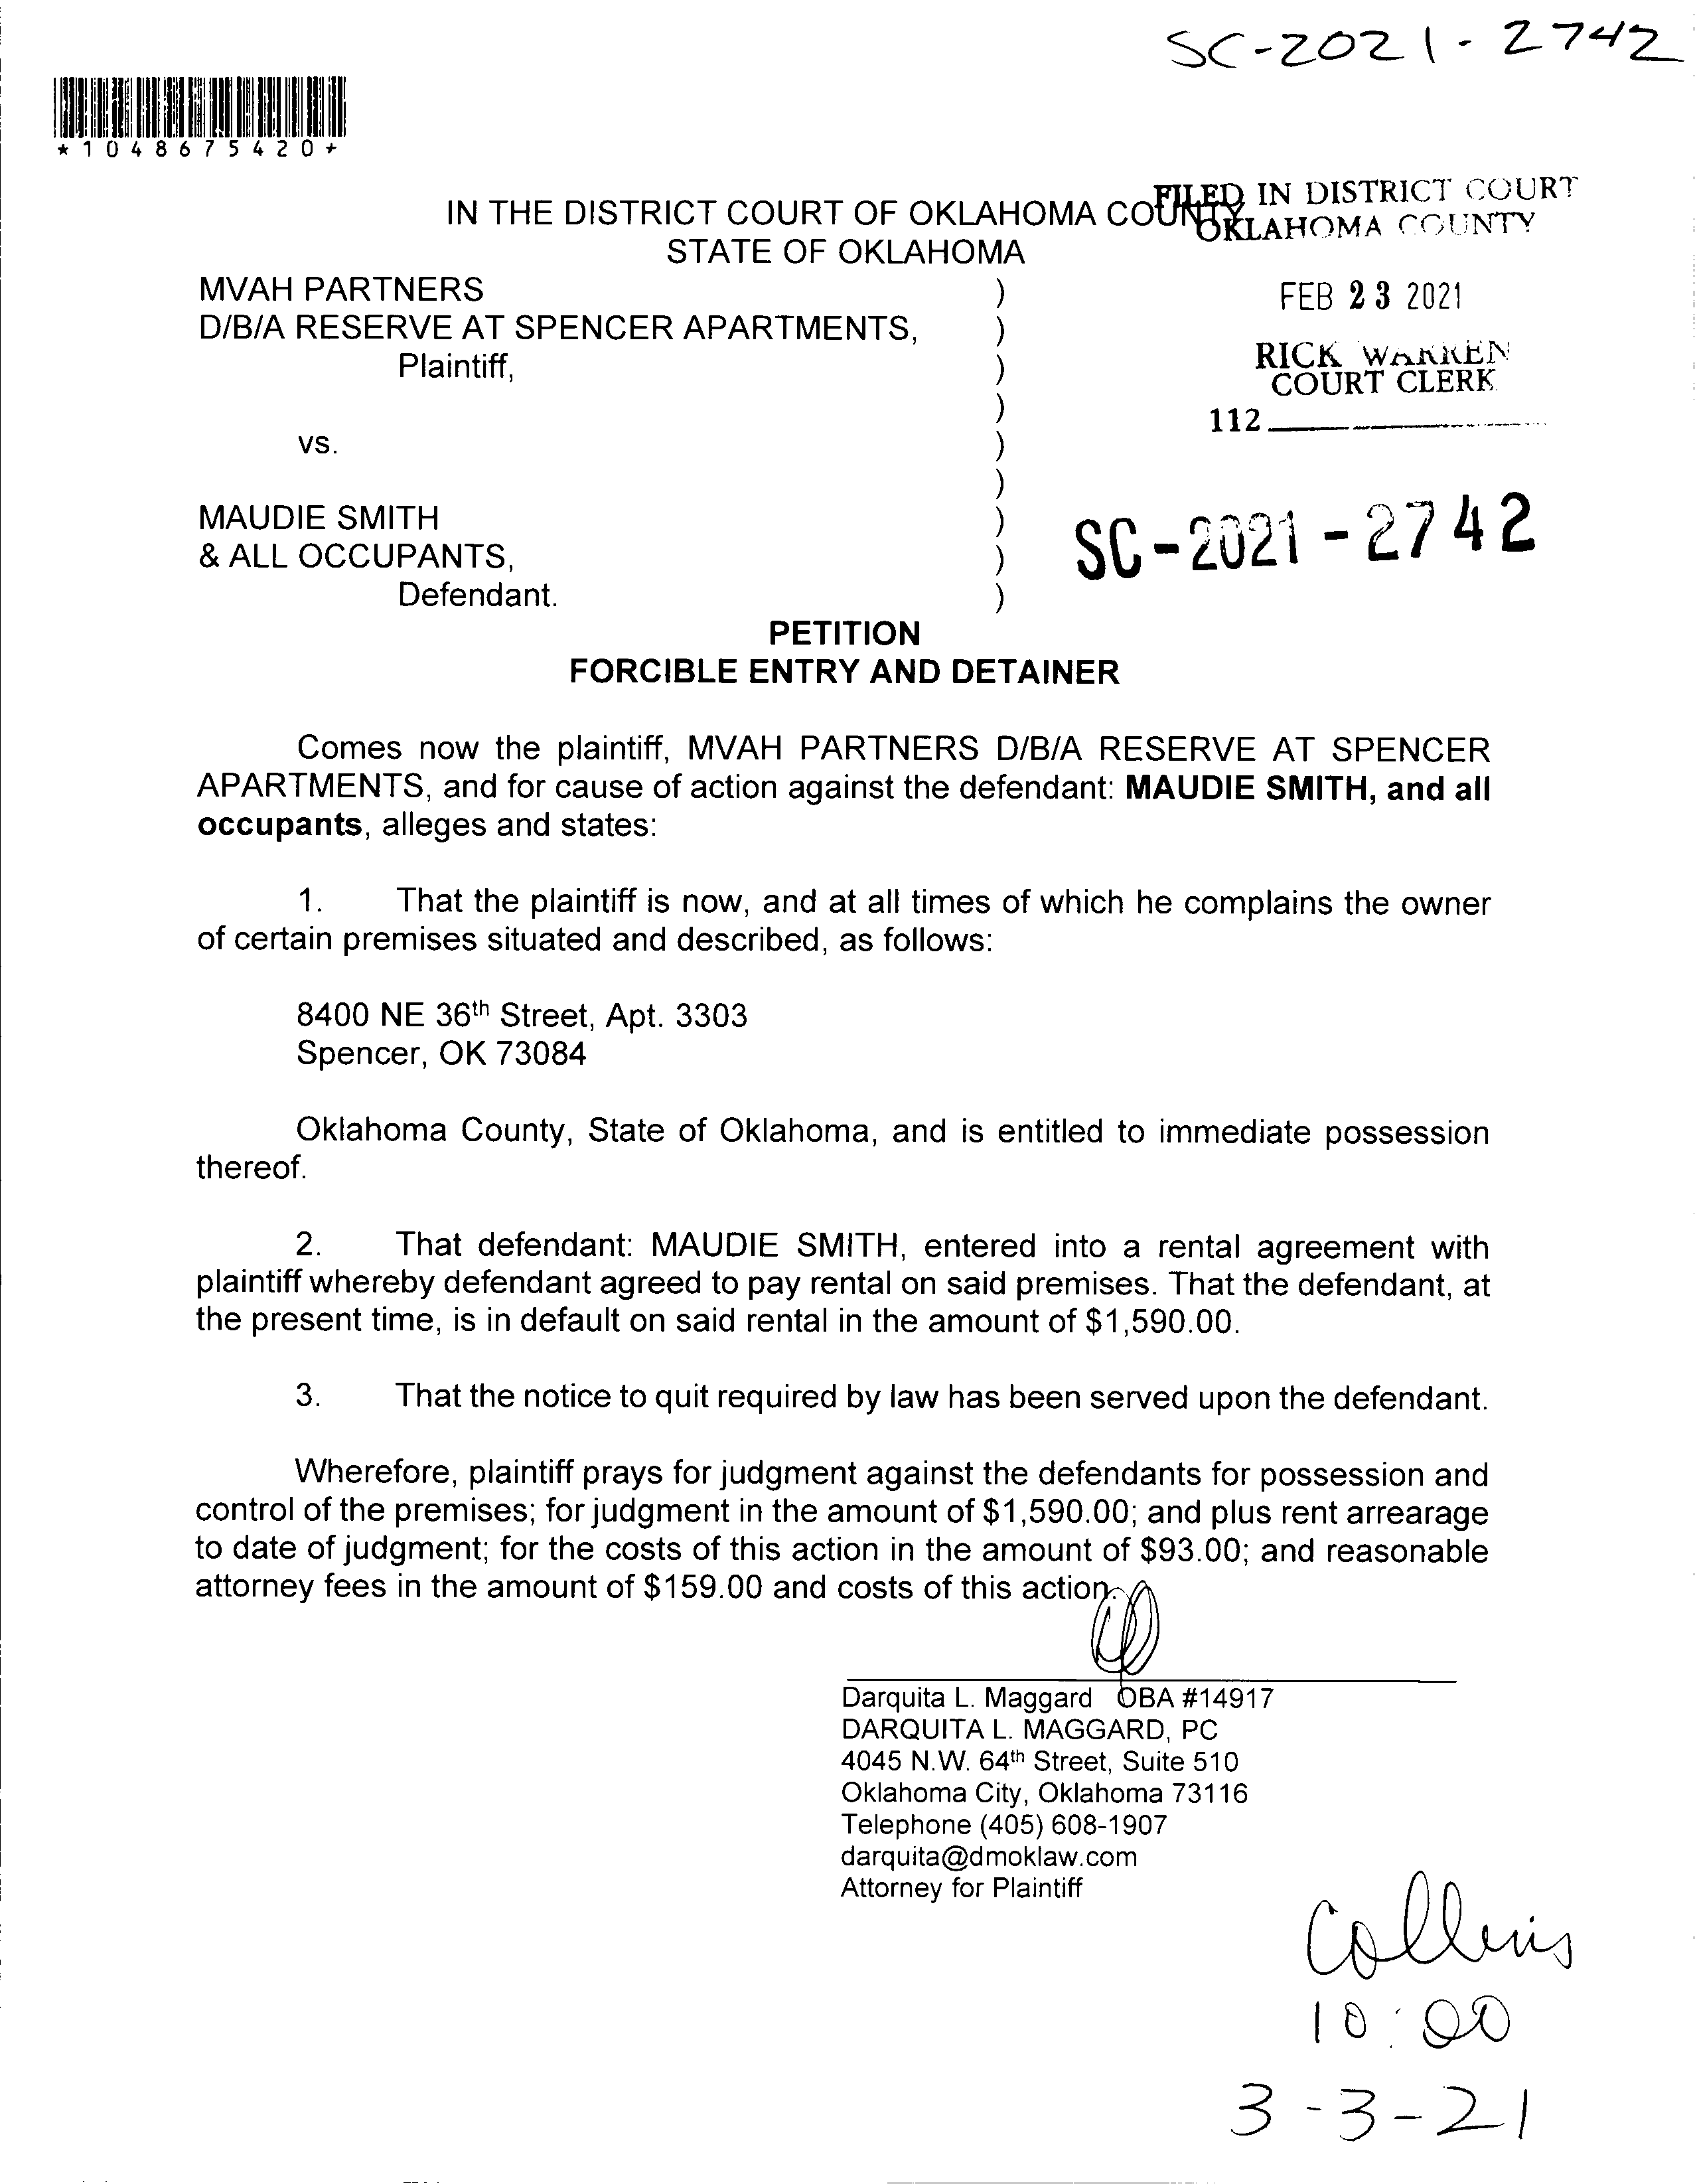 SC-2021-2742
*1048675420*
FILED IN DISTRICT COURT
OKLAHOMA COUNTY
IN THE DISTRICT COURT OF OKLAHOMA COUNTY
STATE OF OKLAHOMA
MVAH PARTNERS )
D/B/A RESERVE AT SPENCER APARTMENTS, )
Plaintiff, )
)
vs. )
)
MAUDIE SMITH )
& ALL OCCUPANTS, )
Defendant. )
FEB 23 2021
RICK WARREN
COURT CLERK
112
SC-2021-2742
PETITION
FORCIBLE ENTRY AND DETAINER
Comes now the plaintiff, MVAH PARTNERS D/B/A RESERVE AT SPENCER
APARTMENTS, and for cause of action against the defendant: MAUDIE SMITH, and all
occupants, alleges and states:
1. That the plaintiff is now, and at all times of which he complains the owner
of certain premises situated and described, as follows:
8400 NE 36th Street, Apt. 3303
Spencer, OK 73084
Oklahoma County, State of Oklahoma, and is entitled to immediate possession
thereof.
2. That defendant: MAUDIE SMITH, entered into a rental agreement with
plaintiff whereby defendant agreed to pay rental on said premises. That the defendant, at
the present time, is in default on said rental in the amount of $1,590.00.
3. That the notice to quit required by law has been served upon the defendant.
Wherefore, plaintiff prays for judgment against the defendants for possession and
control of the premises; for judgment in the amount of $1,590.00; and plus rent arrearage
to date of judgment; for the costs of this action in the amount of $93.00; and reasonable
attorney fees in the amount of $159.00 and costs of this action.
Darquita L. Maggard OBA #14917
DARQUITA L. MAGGARD, PC
4045 N.W. 64th Street, Suite 510
Oklahoma City, Oklahoma 73116
Telephone (405) 608-1907
darquita@dmoklaw.com
Attorney for Plaintiff
Collins
10:00
3-3-21